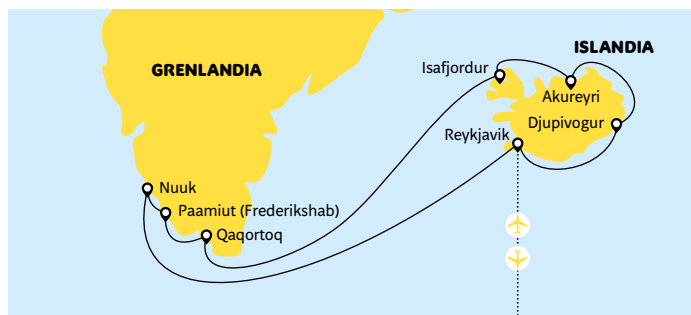 GRENLANDIA
ISLANDIA
Isafjordur
Akureyri
Djupivogur
Reykjavik
Nuuk
Paamiut (Frederikshab)
Qaqortoq